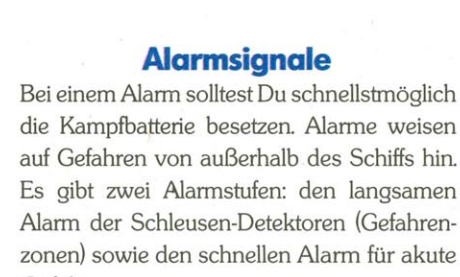 Alarmsignale
Bei einem Alarm solltest Du schnellstmöglich
die Kampfbatterie besetzen. Alarme weisen
auf Gefahren von außerhalb des Schiffs hin.
Es gibt zwei Alarmstufen: den langsamen
Alarm der Schleusen-Detektoren (Gefahren-
zonen) sowie den schnellen Alarm für akute